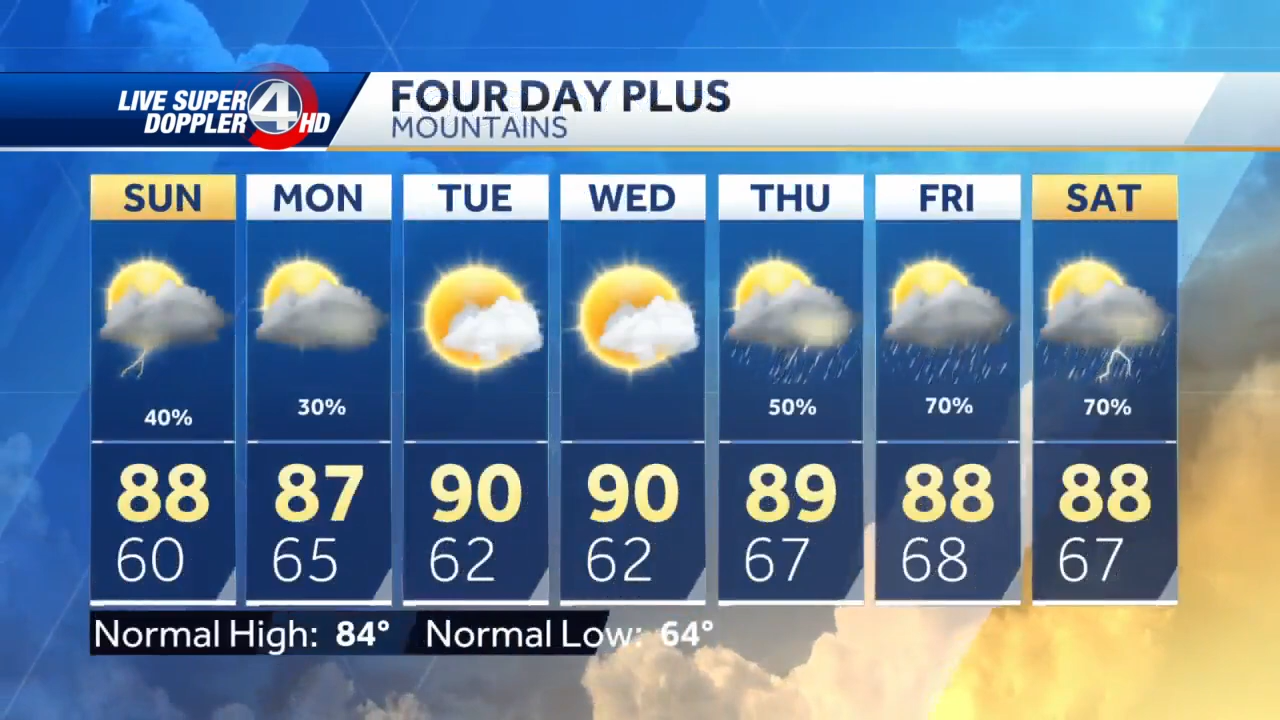 LIVE SUPER
DOPPLER 4 HD
FOUR DAY PLUS
MOUNTAINS
SUN MON TUE WED THU FRI SAT
40% 30% 50% 70% 70%
88 87 90 90 89 88 88
60 65 62 62 67 68 67
Normal High: 84° Normal Low: 64°